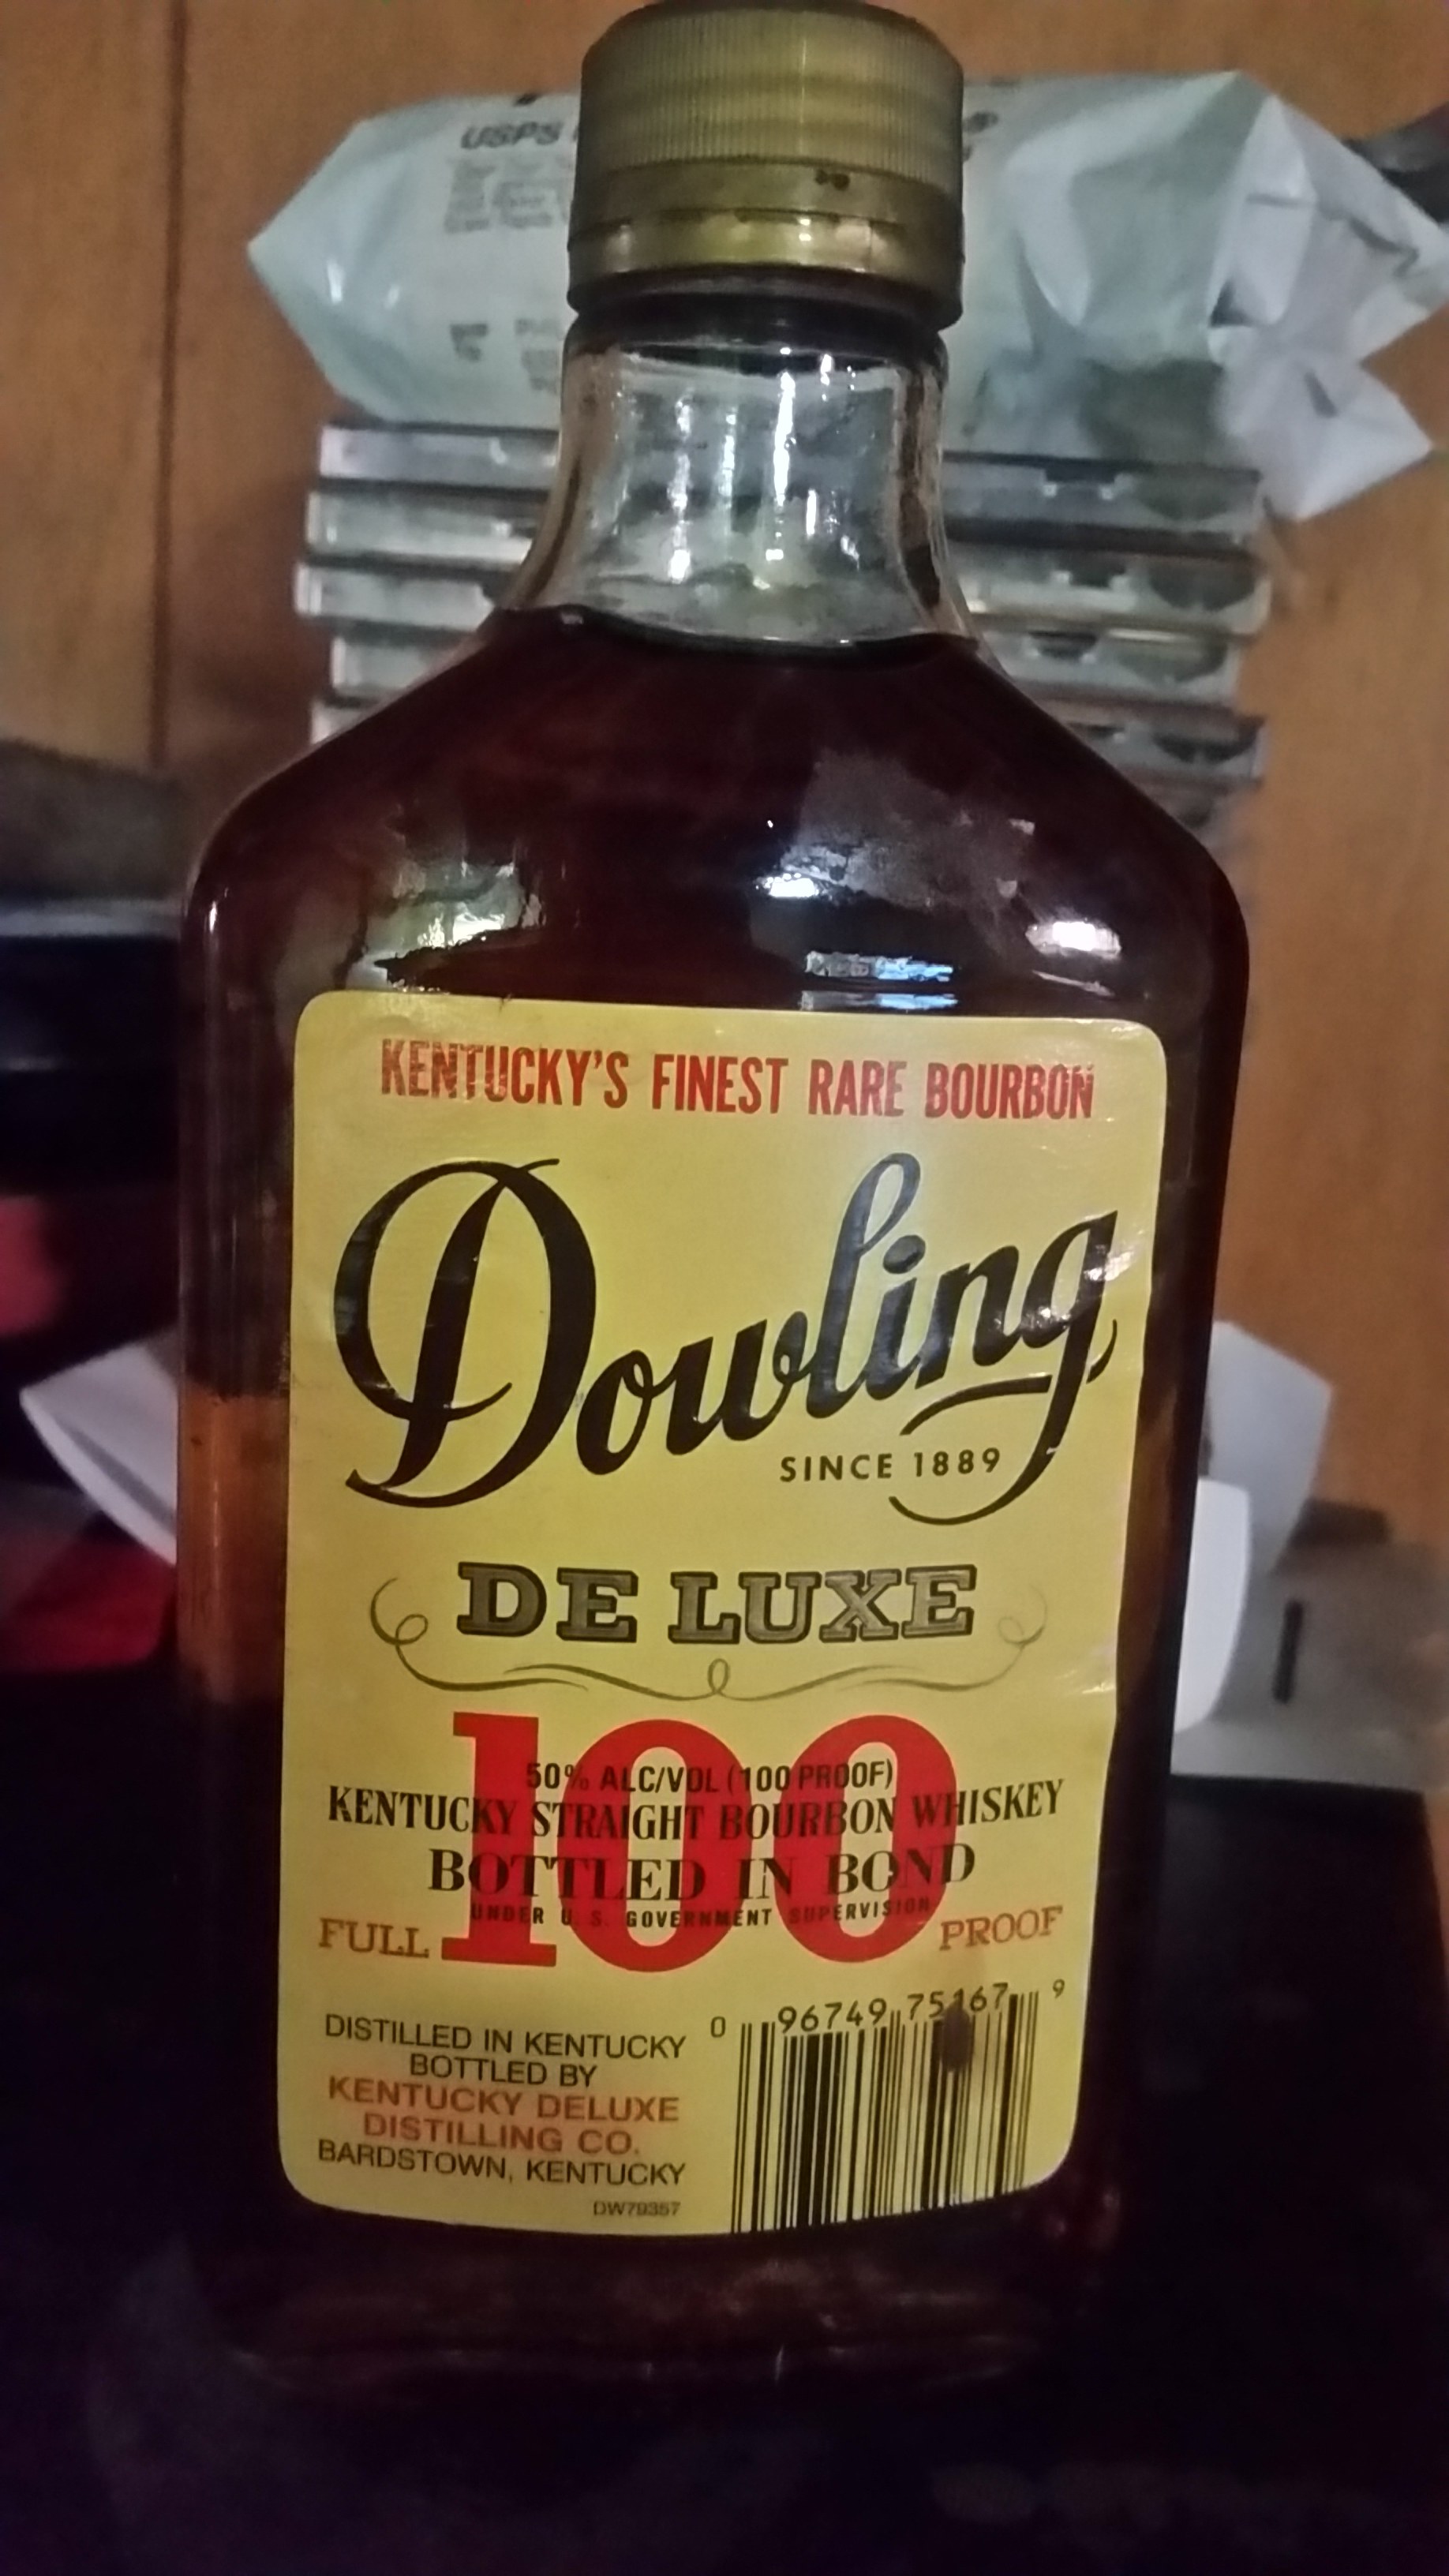 USPS
KENTUCKY'S FINEST RARE BOURBON
Dowling
SINCE 1889
DE LUXE
100
50% ALC/VOL (100 PROOF)
KENTUCKY STRAIGHT BOURBON WHISKEY
BOTTLED IN BOND
UNDER U.S. GOVERNMENT SUPERVISION
FULL PROOF
DISTILLED IN KENTUCKY
BOTTLED BY
KENTUCKY DELUXE
DISTILLING CO.
BARDSTOWN, KENTUCKY
DW79357
0 96749 75167 9